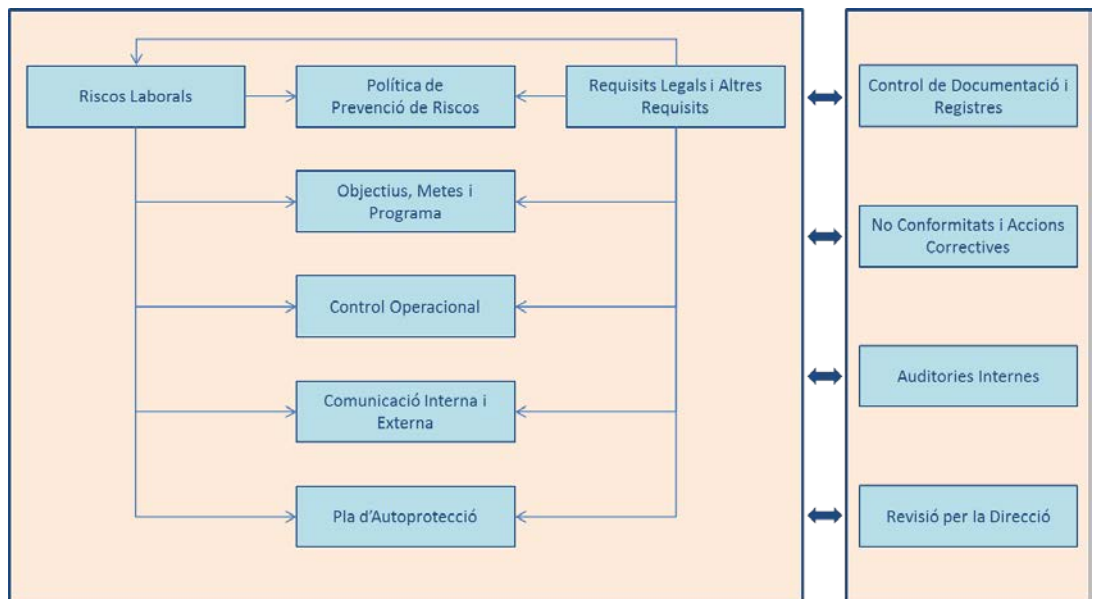 Riscos Laborals
Política de
Prevenció de Riscos
Requisits Legals i Altres
Requisits
Objectius, Metes i
Programa
Control Operacional
Comunicació Interna i
Externa
Pla d’Autoprotecció
Control de Documentació i
Registres
No Conformitats i Accions
Correctives
Auditories Internes
Revisió per la Direcció